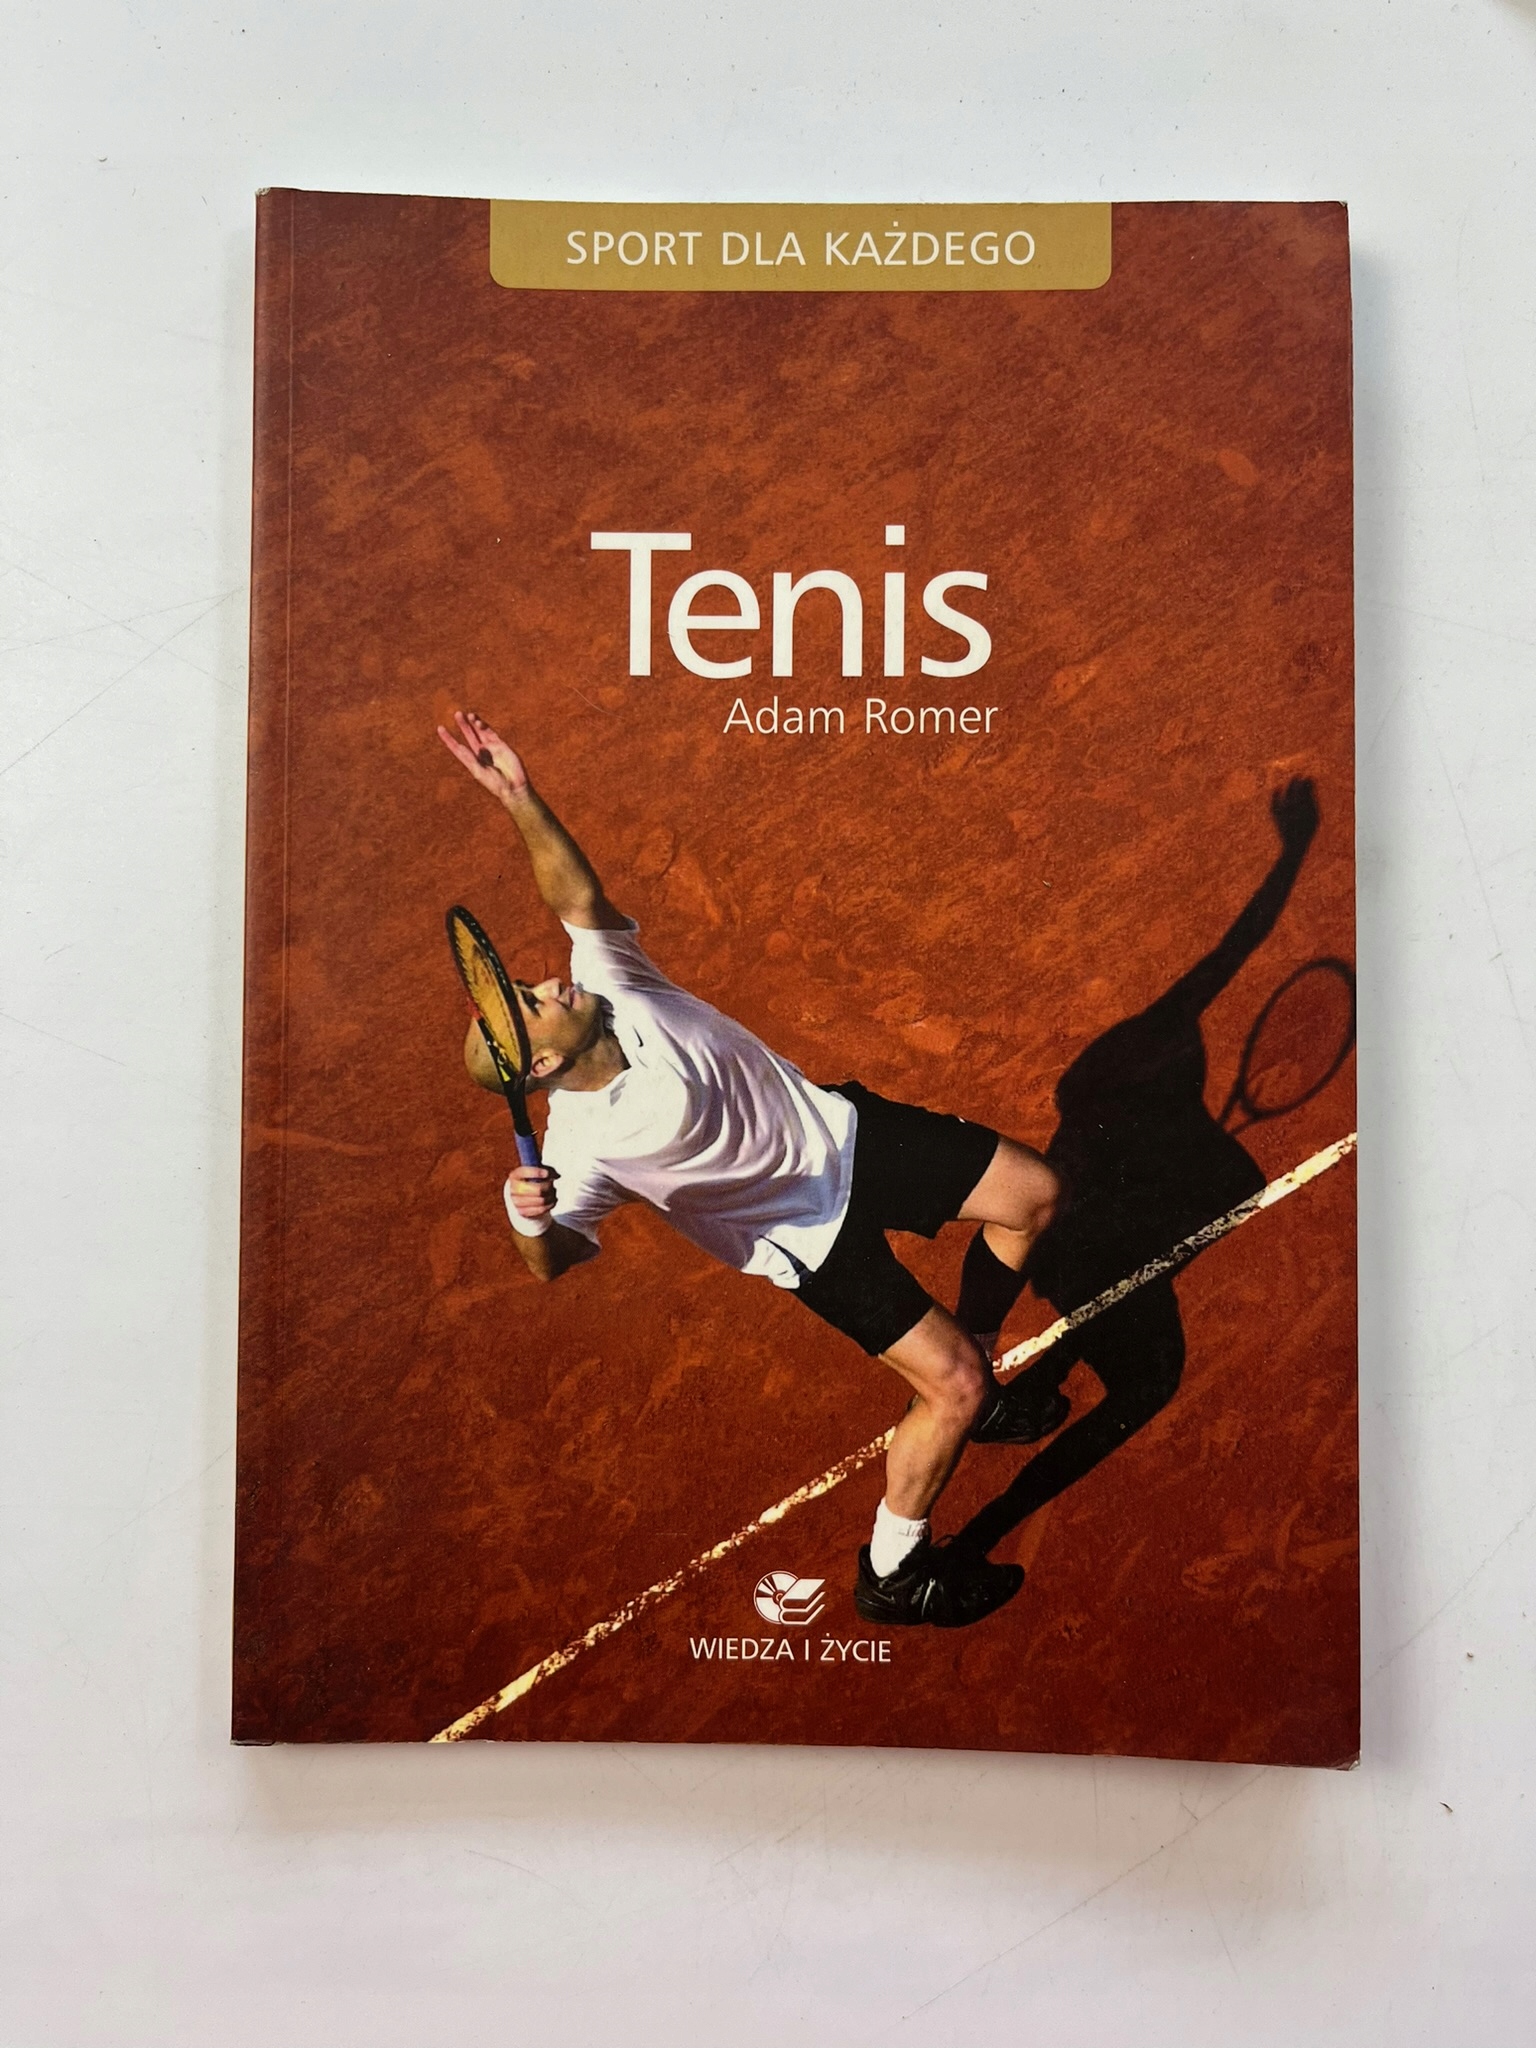 SPORT DLA KAŻDEGO
Tenis
Adam Romer
WIEDZA I ŻYCIE